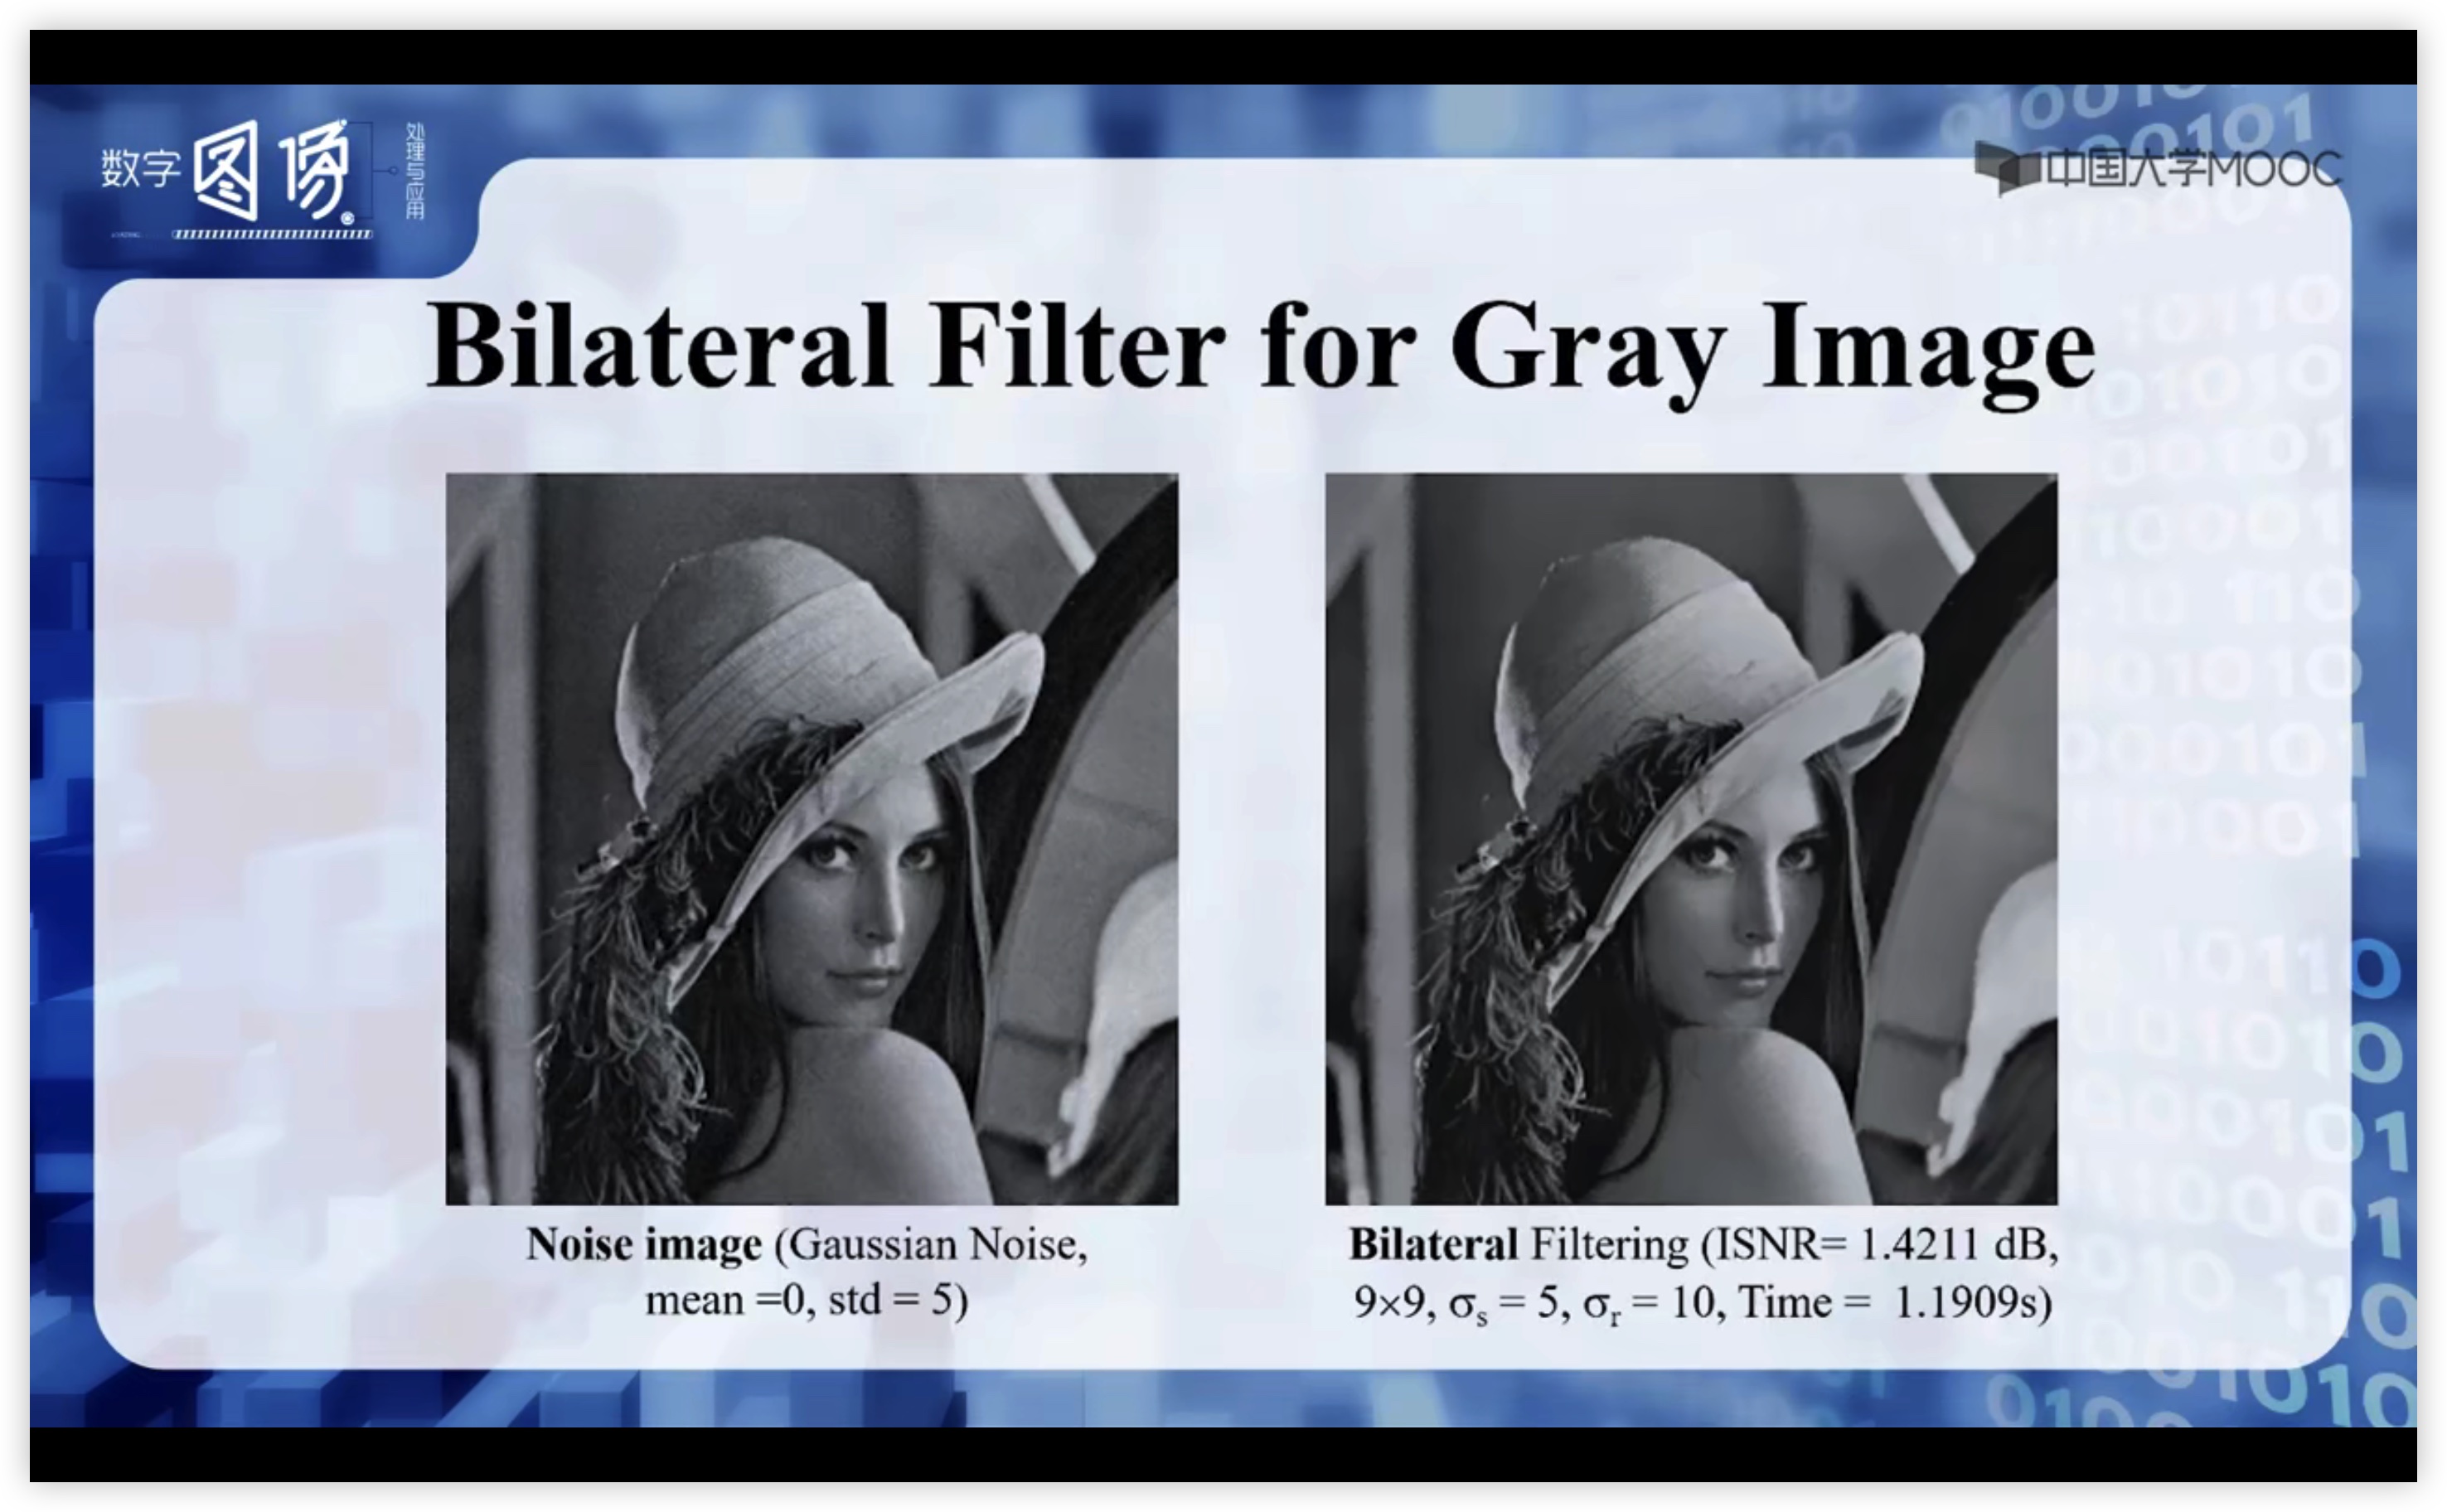 数字图像
处理与应用
中国大学MOOC
Bilateral Filter for Gray Image
Noise image (Gaussian Noise,
mean =0, std = 5)
Bilateral Filtering (ISNR= 1.4211 dB,
9×9, σs = 5, σr = 10, Time = 1.1909s)